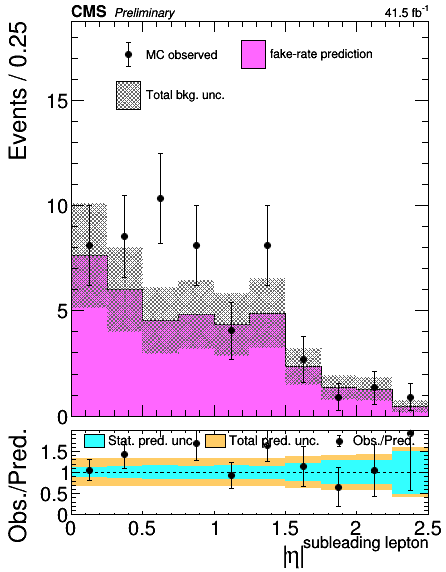 CMS Preliminary 41.5 fb-1
Events / 0.25
MC observed fake-rate prediction
Total bkg. unc.
15
10
5
0
Obs./Pred.
Stat. pred. unc. Total pred. unc. Obs./Pred.
1.5
1
0.5
0
0 0.5 1 1.5 2 2.5
|η|subleading lepton